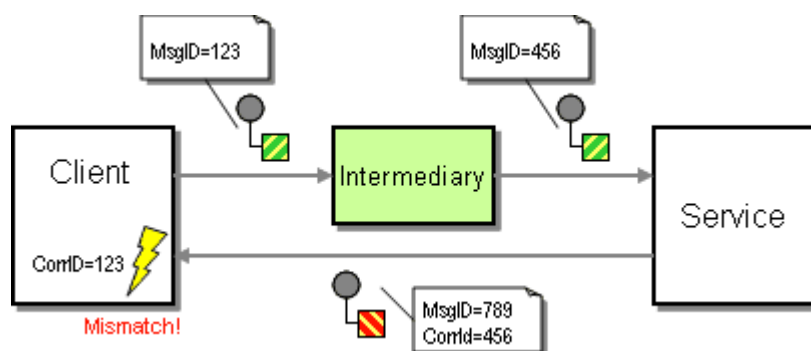 MsgID=123
MsgID=456
Client
Intermediary
Service
CorrID=123
Mismatch!
MsgID=789
CorrId=456